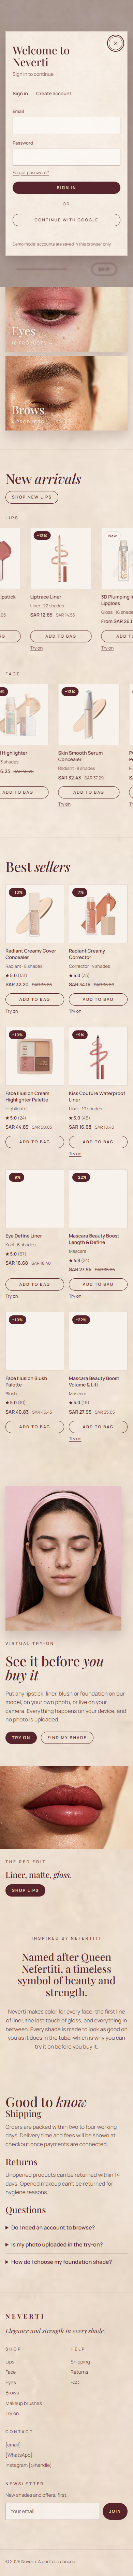 Welcome to
Neverti
Sign in to continue.
Sign in
Create account
Email
Password
Forgot password?
SIGN IN
OR
CONTINUE WITH GOOGLE
Demo mode: accounts are saved in this browser only.
Eyes
Brows
New arrivals
SHOP NEW LIPS
LIPS
-13%
-13%
New
Lipstick
Liptrace Liner
3D Plumping
Lipgloss
Liner · 22 shades
SAR 12.65
From SAR 26.
ADD TO BAG
Try on
Try on
FACE
-13%
-13%
Highlighter
Skin Smooth Serum
Concealer
3 shades
Radiant · 8 shades
SAR 32.43
ADD TO BAG
ADD TO BAG
Try on
Best sellers
-10%
-7%
Radiant Creamy Cover
Concealer
Radiant Creamy
Corrector
Radiant · 8 shades
Corrector · 4 shades
★ 5.0
★ 5.0
SAR 32.20
SAR 34.16
ADD TO BAG
ADD TO BAG
Try on
Try on
-10%
-9%
Face Illusion Cream
Highlighter Palette
Kiss Couture Waterproof
Liner
Highlighter
Liner · 10 shades
★ 5.0
★ 5.0
SAR 44.85
SAR 16.68
ADD TO BAG
ADD TO BAG
Try on
-9%
-22%
Eye Define Liner
Mascara Beauty Boost
Length & Define
Kohl · 6 shades
Mascara
★ 5.0
★ 4.8
SAR 16.68
SAR 27.95
ADD TO BAG
ADD TO BAG
Try on
Try on
-10%
-22%
Face Illusion Blush
Palette
Mascara Beauty Boost
Volume & Lift
Blush
Mascara
★ 5.0
★ 5.0
SAR 40.83
SAR 27.95
ADD TO BAG
ADD TO BAG
Try on
VIRTUAL TRY-ON
See it before you
buy it
Put any lipstick, liner, blush or foundation on our
model, on your own photo, or live on your
camera. Everything happens on your device, and
no photo is uploaded.
TRY ON
FIND MY SHADE
THE RED EDIT
Liner, matte, gloss.
SHOP LIPS
INSPIRED BY NEFERTITI
Named after Queen
Nefertiti, a timeless
symbol of beauty and
strength.
Neverti makes color for every face: the first line
of liner, the last touch of gloss, and everything in
between. Every shade is made to look as good on
you as it does in the tube, which is why you can
try it on before you buy it.
Good to know
Shipping
Orders are packed within two to four working
days. Delivery time and fees will be shown at
checkout once payments are connected.
Returns
Unopened products can be returned within 14
days. Opened makeup can't be returned for
hygiene reasons.
Questions
▶ Do I need an account to browse?
▶ Is my photo uploaded in the try-on?
▶ How do I choose my foundation shade?
NEVERTI
Elegance and strength in every shade.
SHOP
HELP
Lips
Shipping
Face
Returns
Eyes
FAQ
Brows
Makeup brushes
Try on
CONTACT
[email]
[WhatsApp]
Instagram [@handle]
NEWSLETTER
New shades and offers, first.
Your email
JOIN
© 2026 Neverti. A portfolio concept.